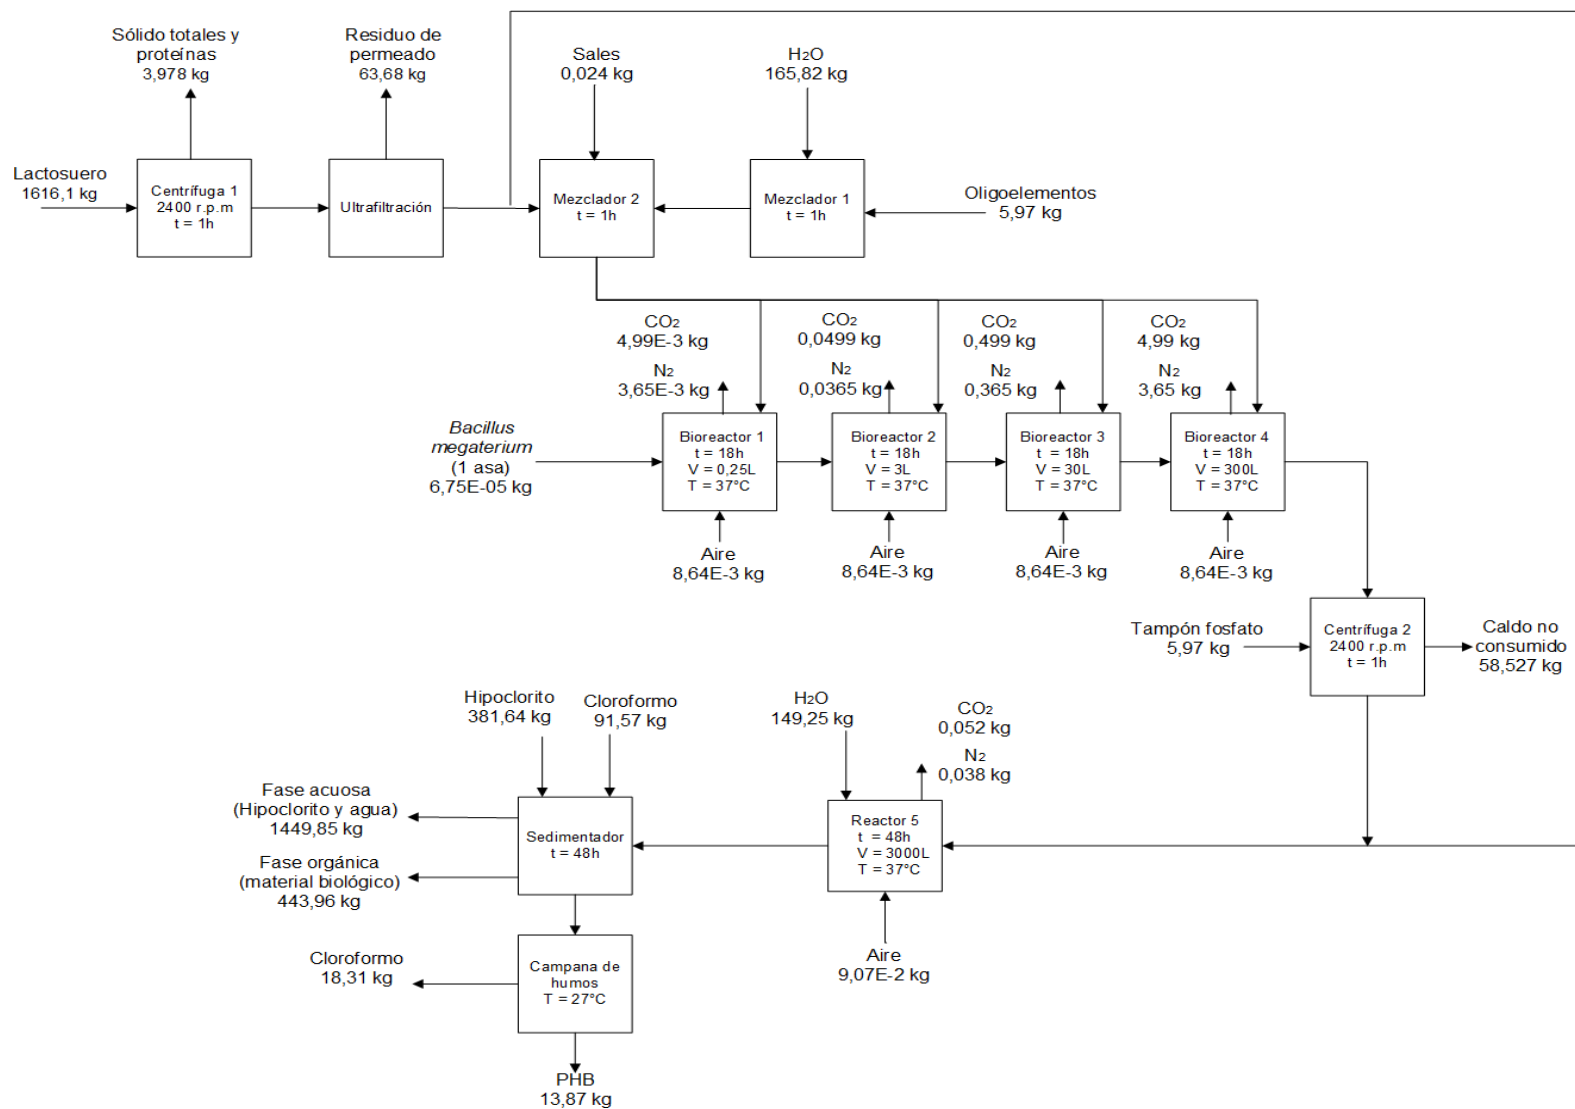 Sólido totales y
proteínas
3,978 kg
Residuo de
permeado
63,68 kg
Sales
0,024 kg
H2O
165,82 kg
Lactosuero
1616,1 kg
Centrífuga 1
2400 r.p.m
t = 1h
Ultrafiltración
Mezclador 2
t = 1h
Mezclador 1
t = 1h
Oligoelementos
5,97 kg
CO2
4,99E-3 kg
N2
3,65E-3 kg
CO2
0,0499 kg
N2
0,0365 kg
CO2
0,499 kg
N2
0,365 kg
CO2
4,99 kg
N2
3,65 kg
Bacillus
megaterium
(1 asa)
6,75E-05 kg
Bioreactor 1
t = 18h
V = 0,25L
T = 37°C
Bioreactor 2
t = 18h
V = 3L
T = 37°C
Bioreactor 3
t = 18h
V = 30L
T = 37°C
Bioreactor 4
t = 18h
V = 300L
T = 37°C
Aire
8,64E-3 kg
Aire
8,64E-3 kg
Aire
8,64E-3 kg
Aire
8,64E-3 kg
Tampón fosfato
5,97 kg
Centrífuga 2
2400 r.p.m
t = 1h
Caldo no
consumido
58,527 kg
Hipoclorito
381,64 kg
Cloroformo
91,57 kg
H2O
149,25 kg
CO2
0,052 kg
N2
0,038 kg
Fase acuosa
(Hipoclorito y agua)
1449,85 kg
Fase orgánica
(material biológico)
443,96 kg
Sedimentador
t = 48h
Reactor 5
t = 48h
V = 3000L
T = 37°C
Aire
9,07E-2 kg
Cloroformo
18,31 kg
Campana de
humos
T = 27°C
PHB
13,87 kg